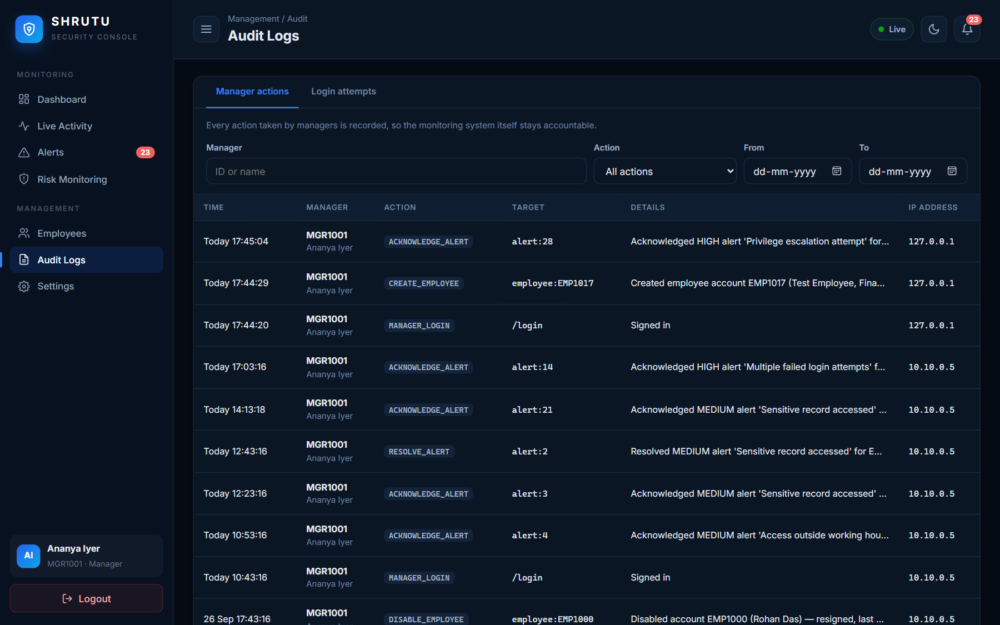 SHRUTU
SECURITY CONSOLE
MONITORING
Dashboard
Live Activity
Alerts 23
Risk Monitoring
MANAGEMENT
Employees
Audit Logs
Settings
Ananya Iyer
AI
MGR1001 · Manager
Logout
Management / Audit
Audit Logs
Live
23
Manager actions Login attempts
Every action taken by managers is recorded, so the monitoring system itself stays accountable.
Manager Action From To
ID or name All actions dd-mm-yyyy dd-mm-yyyy
TIME MANAGER ACTION TARGET DETAILS IP ADDRESS
Today 17:45:04 MGR1001 ACKNOWLEDGE_ALERT alert:28 Acknowledged HIGH alert 'Privilege escalation attempt' for... 127.0.0.1
Ananya Iyer
Today 17:44:29 MGR1001 CREATE_EMPLOYEE employee:EMP1017 Created employee account EMP1017 (Test Employee, Fina... 127.0.0.1
Ananya Iyer
Today 17:44:20 MGR1001 MANAGER_LOGIN /login Signed in 127.0.0.1
Ananya Iyer
Today 17:03:16 MGR1001 ACKNOWLEDGE_ALERT alert:14 Acknowledged HIGH alert 'Multiple failed login attempts' f... 10.10.0.5
Ananya Iyer
Today 14:13:18 MGR1001 ACKNOWLEDGE_ALERT alert:21 Acknowledged MEDIUM alert 'Sensitive record accessed' ... 10.10.0.5
Ananya Iyer
Today 12:43:16 MGR1001 RESOLVE_ALERT alert:2 Resolved MEDIUM alert 'Sensitive record accessed' for E... 10.10.0.5
Ananya Iyer
Today 12:23:16 MGR1001 ACKNOWLEDGE_ALERT alert:3 Acknowledged MEDIUM alert 'Sensitive record accessed' ... 10.10.0.5
Ananya Iyer
Today 10:53:16 MGR1001 ACKNOWLEDGE_ALERT alert:4 Acknowledged MEDIUM alert 'Access outside working hou... 10.10.0.5
Ananya Iyer
Today 10:43:16 MGR1001 MANAGER_LOGIN /login Signed in 10.10.0.5
Ananya Iyer
26 Sep 17:43:16 MGR1001 DISABLE_EMPLOYEE employee:EMP1000 Disabled account EMP1000 (Rohan Das) — resigned, last ... 10.10.0.5